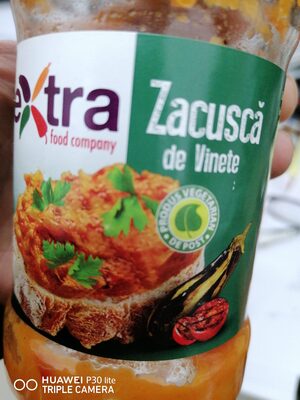 extra
food company
Zacuscă
de Vinete
PRODUS VEGETARIAN
DE POST
HUAWEI P30 lite
TRIPLE CAMERA